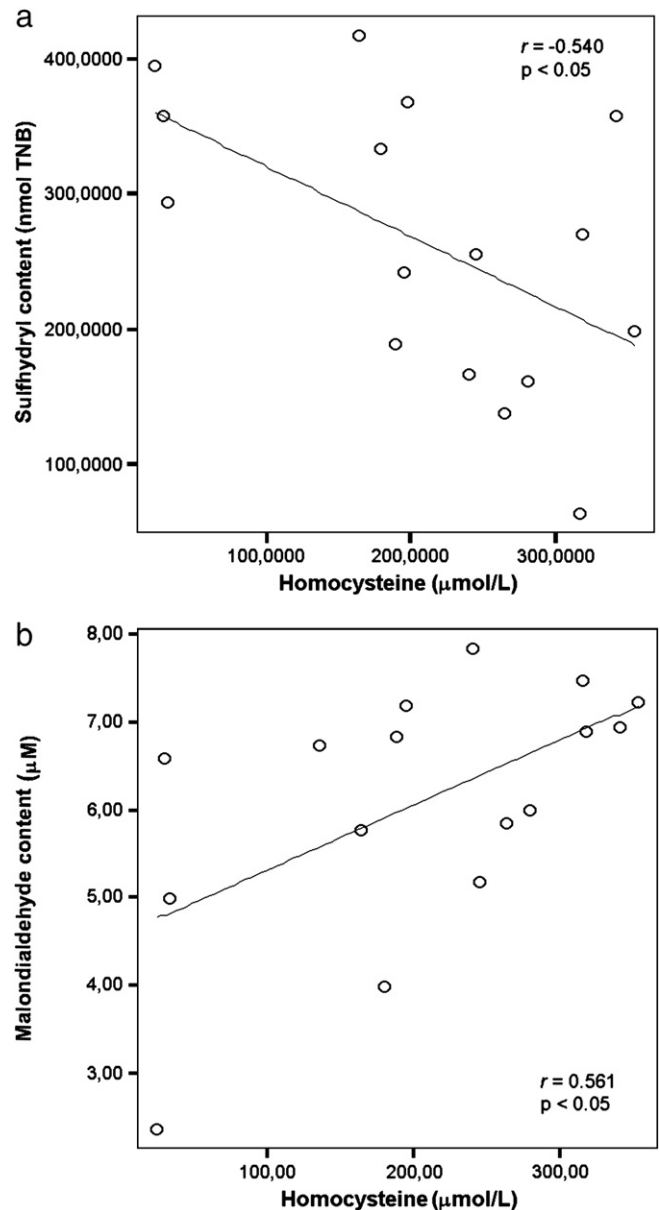 a
r = -0.540
p < 0.05
400,0000
300,0000
200,0000
100,0000
Sulfhydryl content (nmol TNB)
100,0000 200,0000 300,0000
Homocysteine (μmol/L)
b
8,00
7,00
6,00
5,00
4,00
3,00
Malondialdehyde content (μM)
r = 0.561
p < 0.05
100,00 200,00 300,00
Homocysteine (μmol/L)